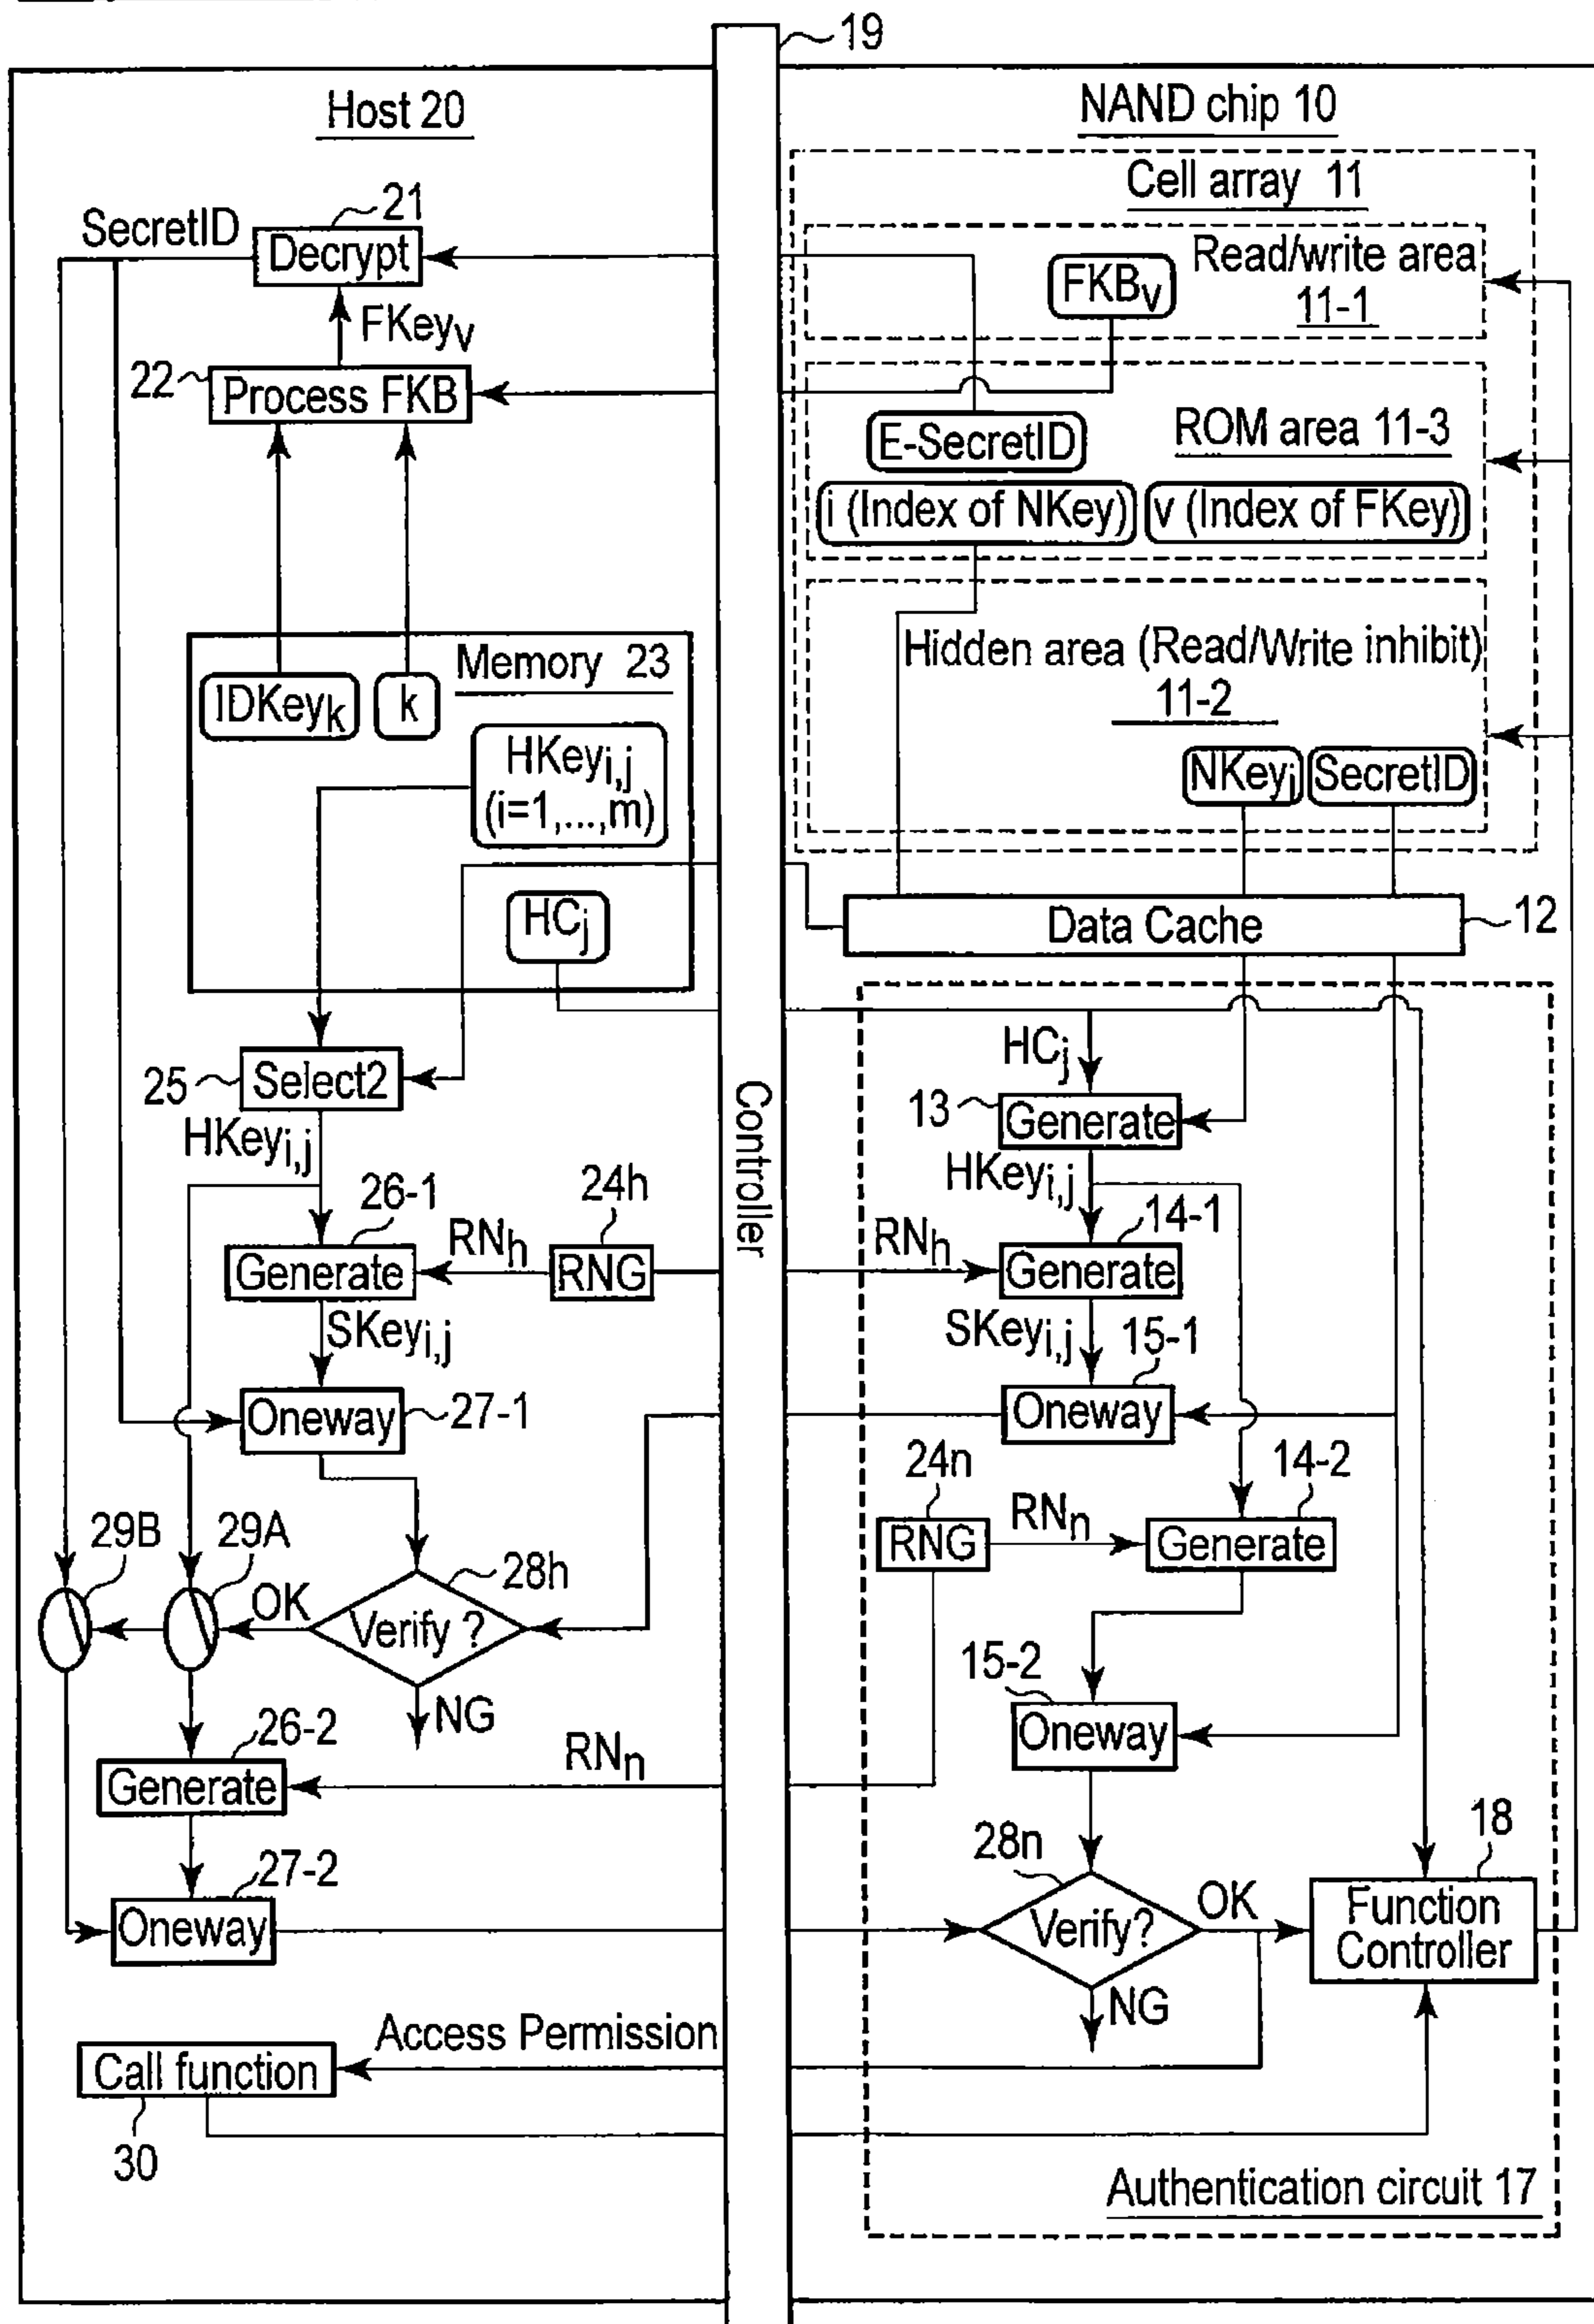 19
Host 20
NAND chip 10
Cell array 11
SecretID
21
Decrypt
Read/write area
11-1
FKBv
FKeyv
22
Process FKB
E-SecretID
ROM area 11-3
i (Index of NKey)
v (Index of FKey)
Memory 23
IDKeyk
k
Hidden area (Read/Write inhibit)
11-2
HKeyi,j
(i=1,...,m)
NKeyi
SecretID
HCj
Data Cache
12
Controller
HCj
25
Select2
13
Generate
HKeyi,j
HKeyi,j
26-1
24h
14-1
RNh
RNh
Generate
RNG
Generate
SKeyi,j
SKeyi,j
15-1
Oneway
27-1
Oneway
24n
14-2
RNG
RNn
Generate
29B
29A
28h
OK
Verify ?
NG
15-2
Oneway
26-2
RNn
Generate
28n
18
27-2
Oneway
Verify?
OK
Function
Controller
NG
Access Permission
Call function
30
Authentication circuit 17